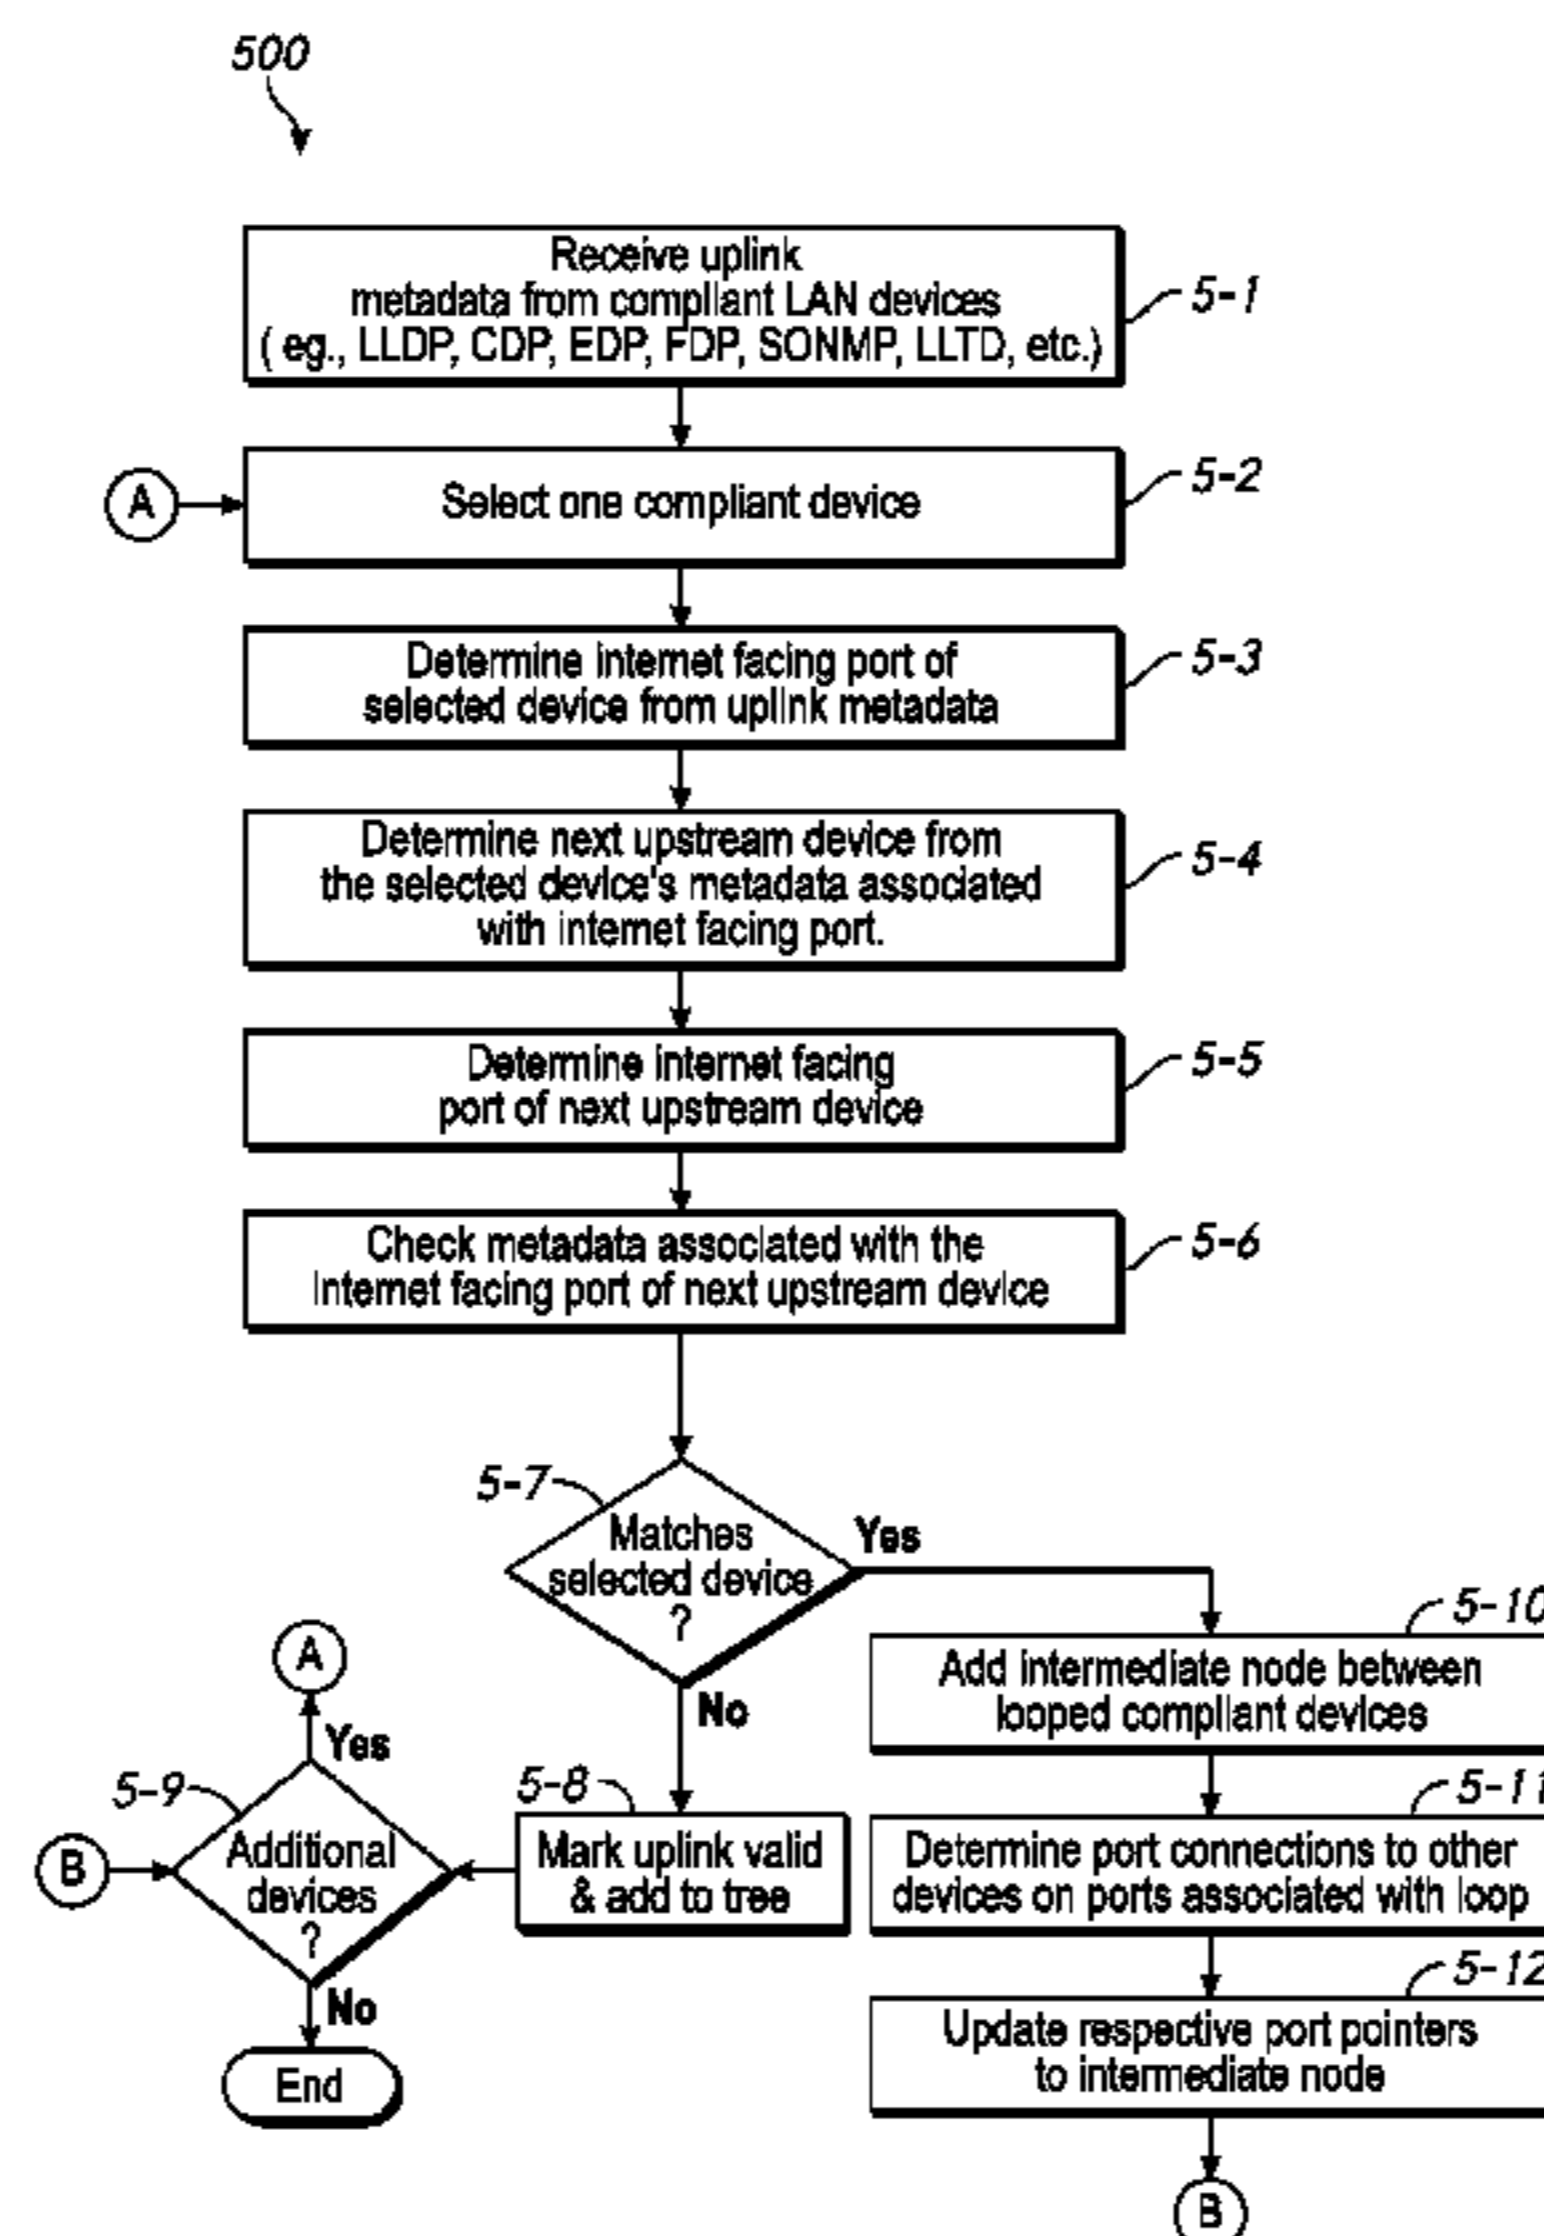 500
Receive uplink
metadata from compliant LAN devices
( eg., LLDP, CDP, EDP, FDP, SONMP, LLTD, etc.)
5-1
A
Select one compliant device
5-2
Determine internet facing port of
selected device from uplink metadata
5-3
Determine next upstream device from
the selected device's metadata associated
with internet facing port.
5-4
Determine internet facing
port of next upstream device
5-5
Check metadata associated with the
internet facing port of next upstream device
5-6
5-7
Matches
selected device
?
Yes
No
5-10
Add intermediate node between
looped compliant devices
A
Yes
5-9
Additional
devices
?
B
No
End
5-8
Mark uplink valid
& add to tree
5-11
Determine port connections to other
devices on ports associated with loop
5-12
Update respective port pointers
to intermediate node
B